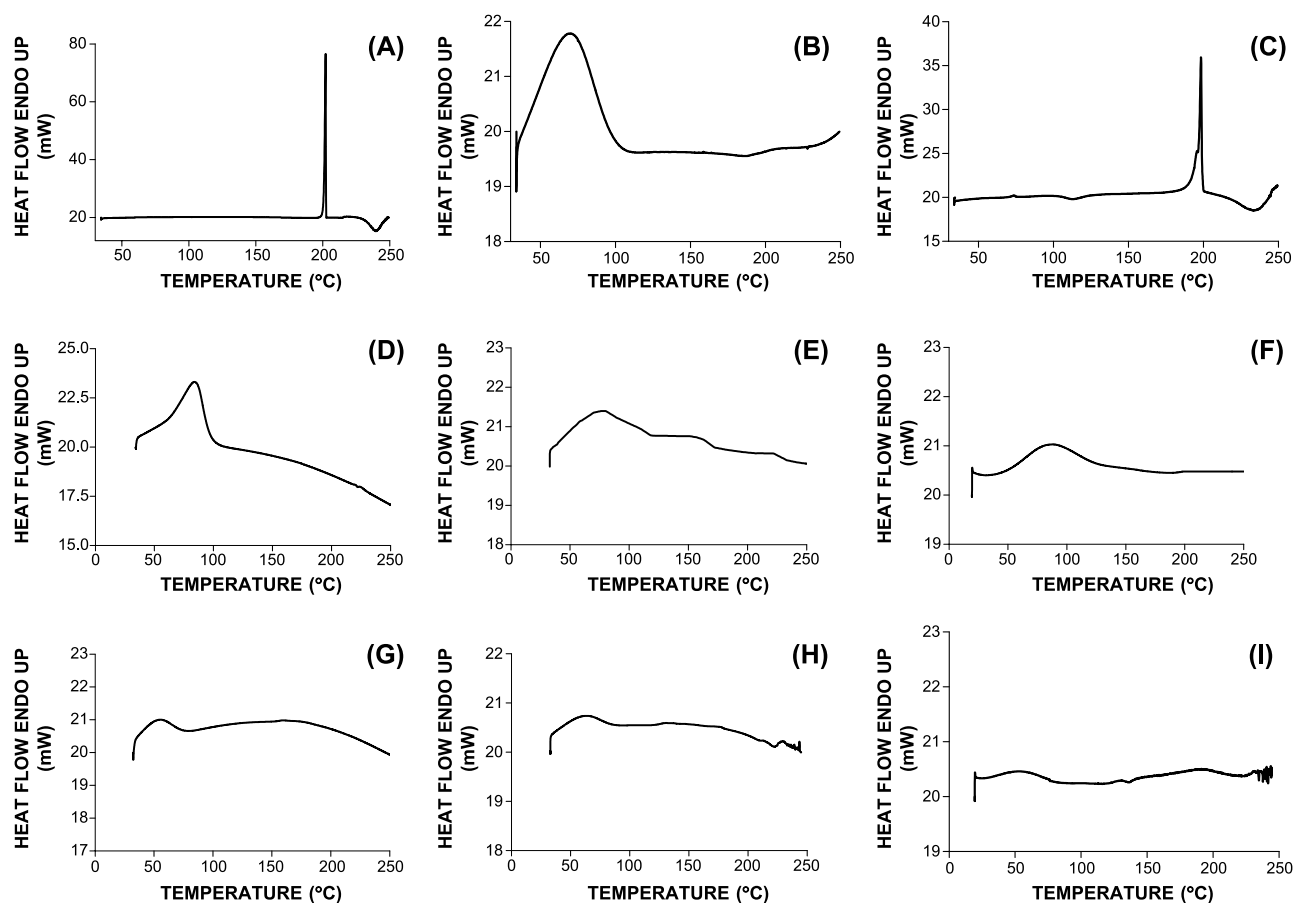 (A)
HEAT FLOW ENDO UP
(mW)
80
60
40
20
50 100 150 200 250
TEMPERATURE (ºC)
(B)
HEAT FLOW ENDO UP
(mW)
22
21
20
19
18
50 100 150 200 250
TEMPERATURE (ºC)
(C)
HEAT FLOW ENDO UP
(mW)
40
35
30
25
20
15
50 100 150 200 250
TEMPERATURE (ºC)
(D)
HEAT FLOW ENDO UP
(mW)
25.0
22.5
20.0
17.5
15.0
0 50 100 150 200 250
TEMPERATURE (ºC)
(E)
HEAT FLOW ENDO UP
(mW)
23
22
21
20
19
18
0 50 100 150 200 250
TEMPERATURE (ºC)
(F)
HEAT FLOW ENDO UP
(mW)
23
22
21
20
19
0 50 100 150 200 250
TEMPERATURE (ºC)
(G)
HEAT FLOW ENDO UP
(mW)
23
22
21
20
19
18
17
0 50 100 150 200 250
TEMPERATURE (ºC)
(H)
HEAT FLOW ENDO UP
(mW)
22
21
20
19
18
0 50 100 150 200 250
TEMPERATURE (ºC)
(I)
HEAT FLOW ENDO UP
(mW)
23
22
21
20
19
0 50 100 150 200 250
TEMPERATURE (ºC)